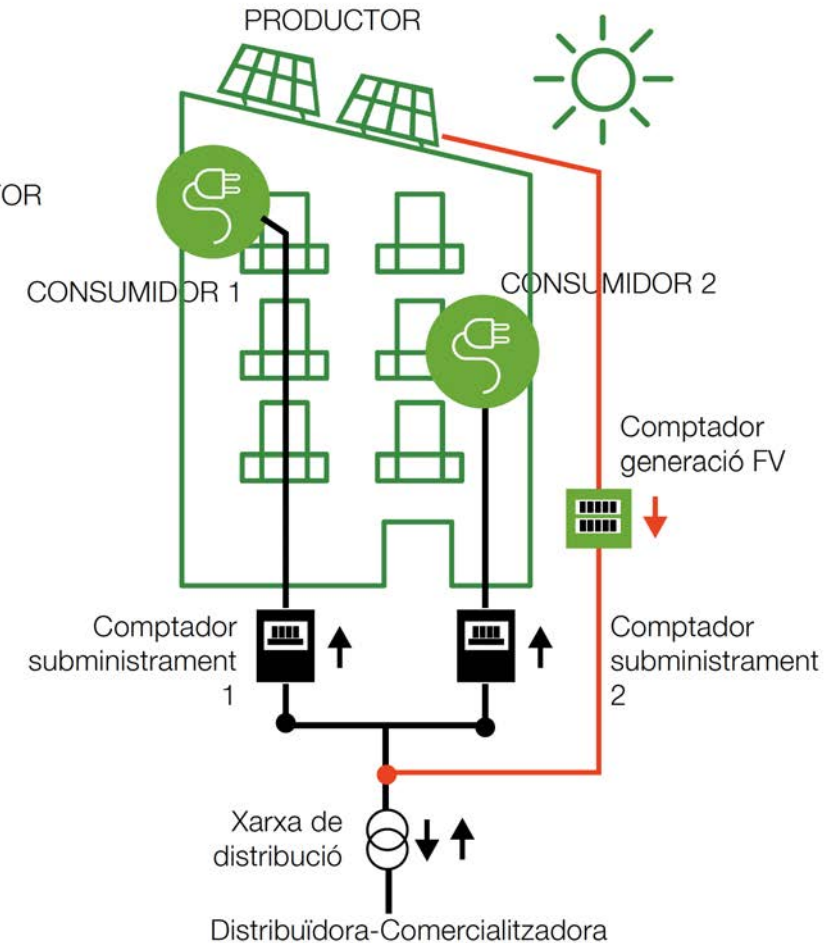 PRODUCTOR
TOR
CONSUMIDOR 1
CONSUMIDOR 2
Comptador
generació FV
Comptador
subministrament
1
Comptador
subministrament
2
Xarxa de
distribució
Distribuïdora-Comercialitzadora